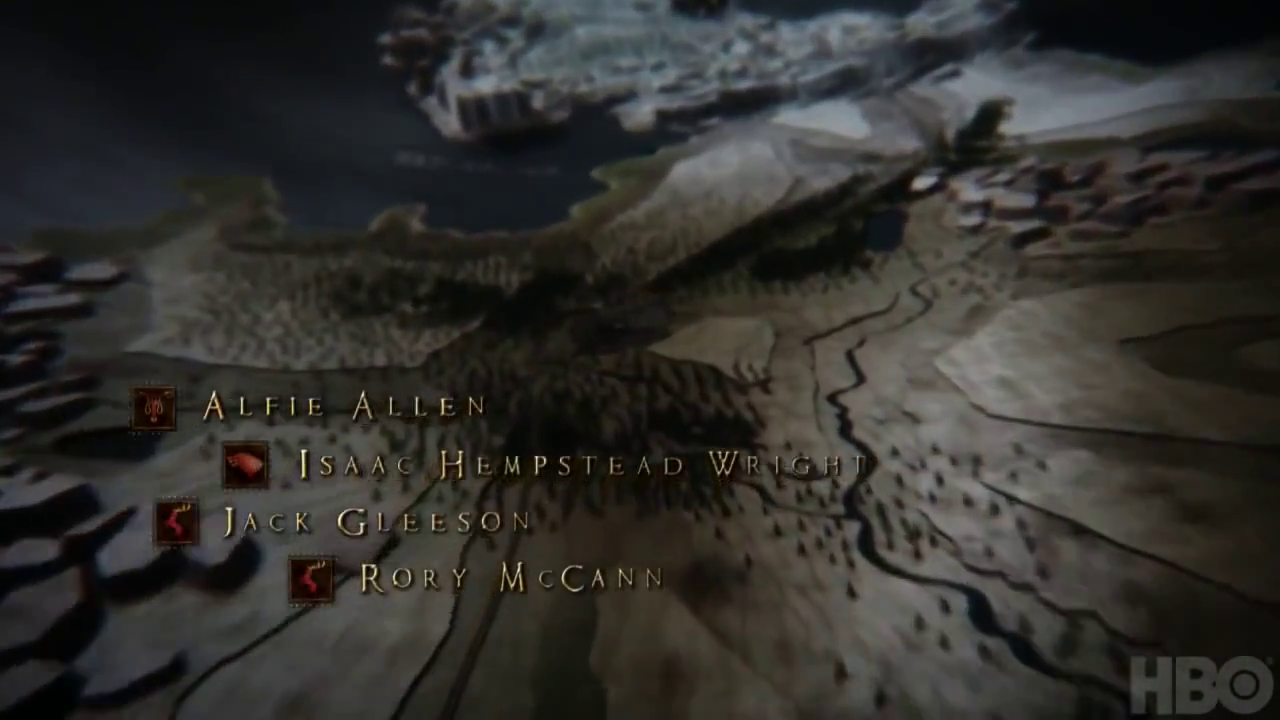 Alfie Allen
Isaac Hempstead Wright
Jack Gleeson
Rory McCann
HBO